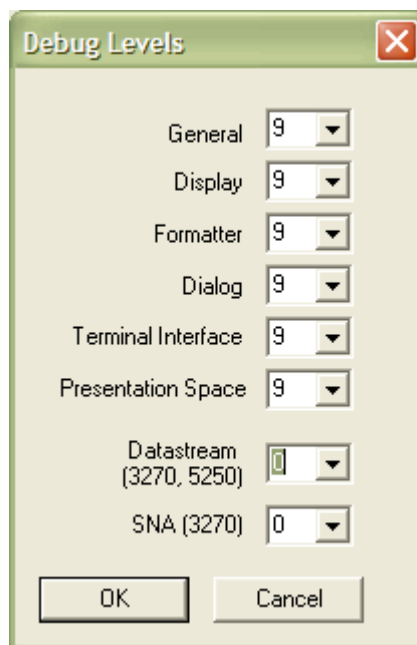 Debug Levels
General 9
Display 9
Formatter 9
Dialog 9
Terminal Interface 9
Presentation Space 9
Datastream
(3270, 5250) 0
SNA (3270) 0
OK Cancel